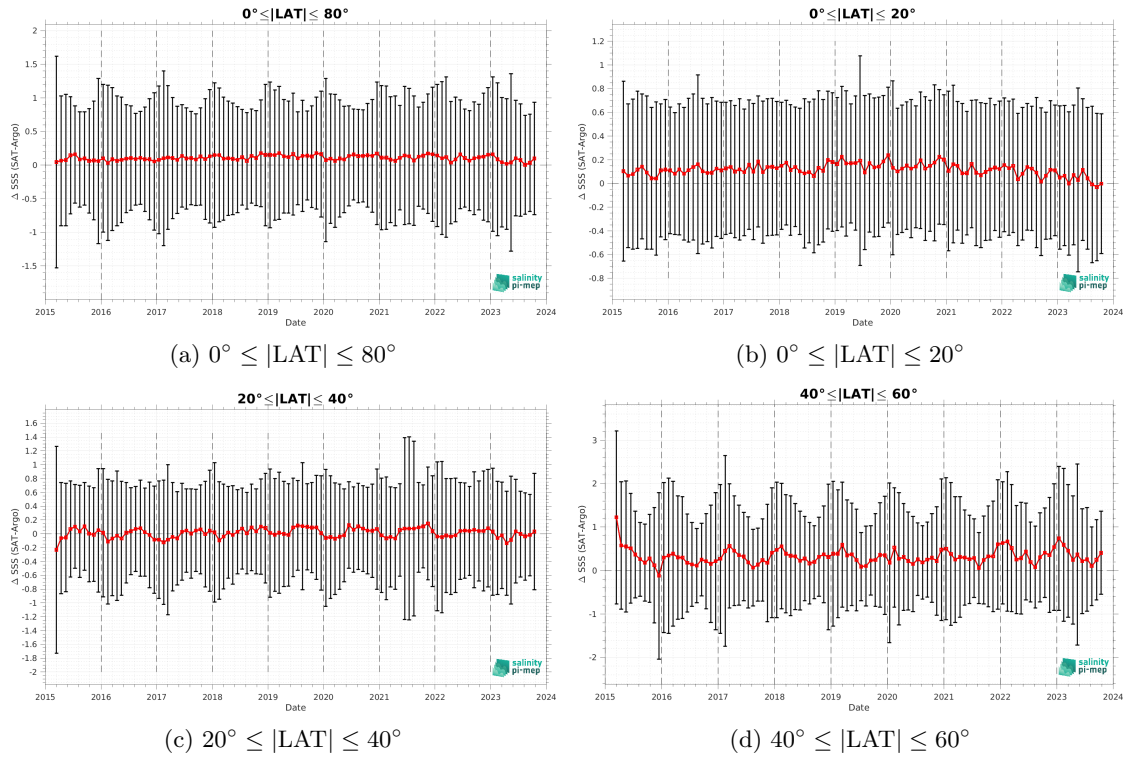 0°≤|LAT|≤ 80°
Δ SSS (SAT-Argo)
2
1.5
1
0.5
0
-0.5
-1
-1.5
2015 2016 2017 2018 2019 2020 2021 2022 2023 2024
Date
salinity
pi-mep
(a) 0° ≤ |LAT| ≤ 80°
0°≤|LAT|≤ 20°
Δ SSS (SAT-Argo)
1.2
1
0.8
0.6
0.4
0.2
0
-0.2
-0.4
-0.6
-0.8
2015 2016 2017 2018 2019 2020 2021 2022 2023 2024
Date
salinity
pi-mep
(b) 0° ≤ |LAT| ≤ 20°
20°≤|LAT|≤ 40°
Δ SSS (SAT-Argo)
1.6
1.4
1.2
1
0.8
0.6
0.4
0.2
0
-0.2
-0.4
-0.6
-0.8
-1
-1.2
-1.4
-1.6
-1.8
-2
2015 2016 2017 2018 2019 2020 2021 2022 2023 2024
Date
salinity
pi-mep
(c) 20° ≤ |LAT| ≤ 40°
40°≤|LAT|≤ 60°
Δ SSS (SAT-Argo)
3
2
1
0
-1
-2
2015 2016 2017 2018 2019 2020 2021 2022 2023 2024
Date
salinity
pi-mep
(d) 40° ≤ |LAT| ≤ 60°